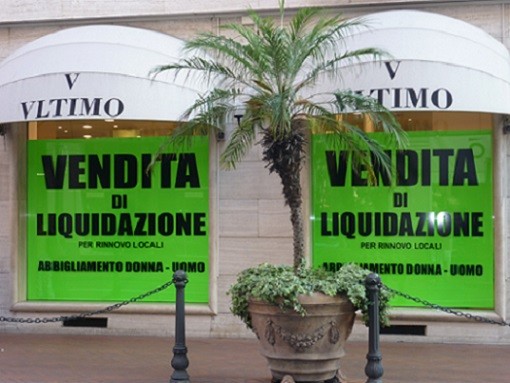 V
VLTIMO
VENDITA
DI
LIQUIDAZIONE
PER RINNOVO LOCALI
ABBIGLIAMENTO DONNA - UOMO
V
VLTIMO
VENDITA
DI
LIQUIDAZIONE
PER RINNOVO LOCALI
ABBIGLIAMENTO DONNA - UOMO